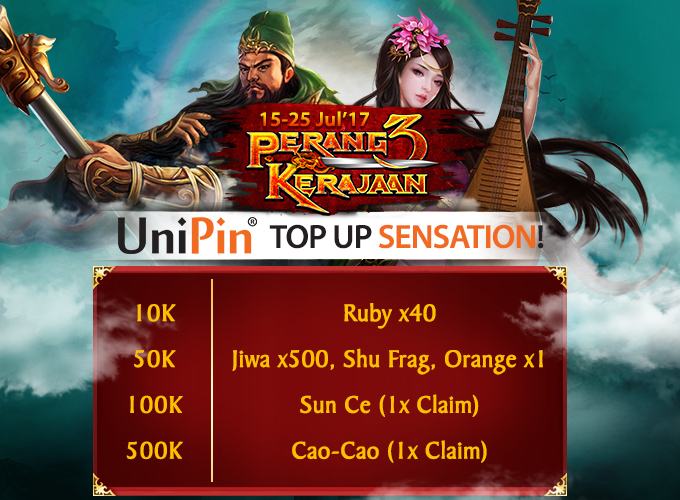 15-25 Jul'17
PERANG 3
KERAJAAN
UniPin® TOP UP SENSATION!
10K Ruby x40
50K Jiwa x500, Shu Frag, Orange x1
100K Sun Ce (1x Claim)
500K Cao-Cao (1x Claim)